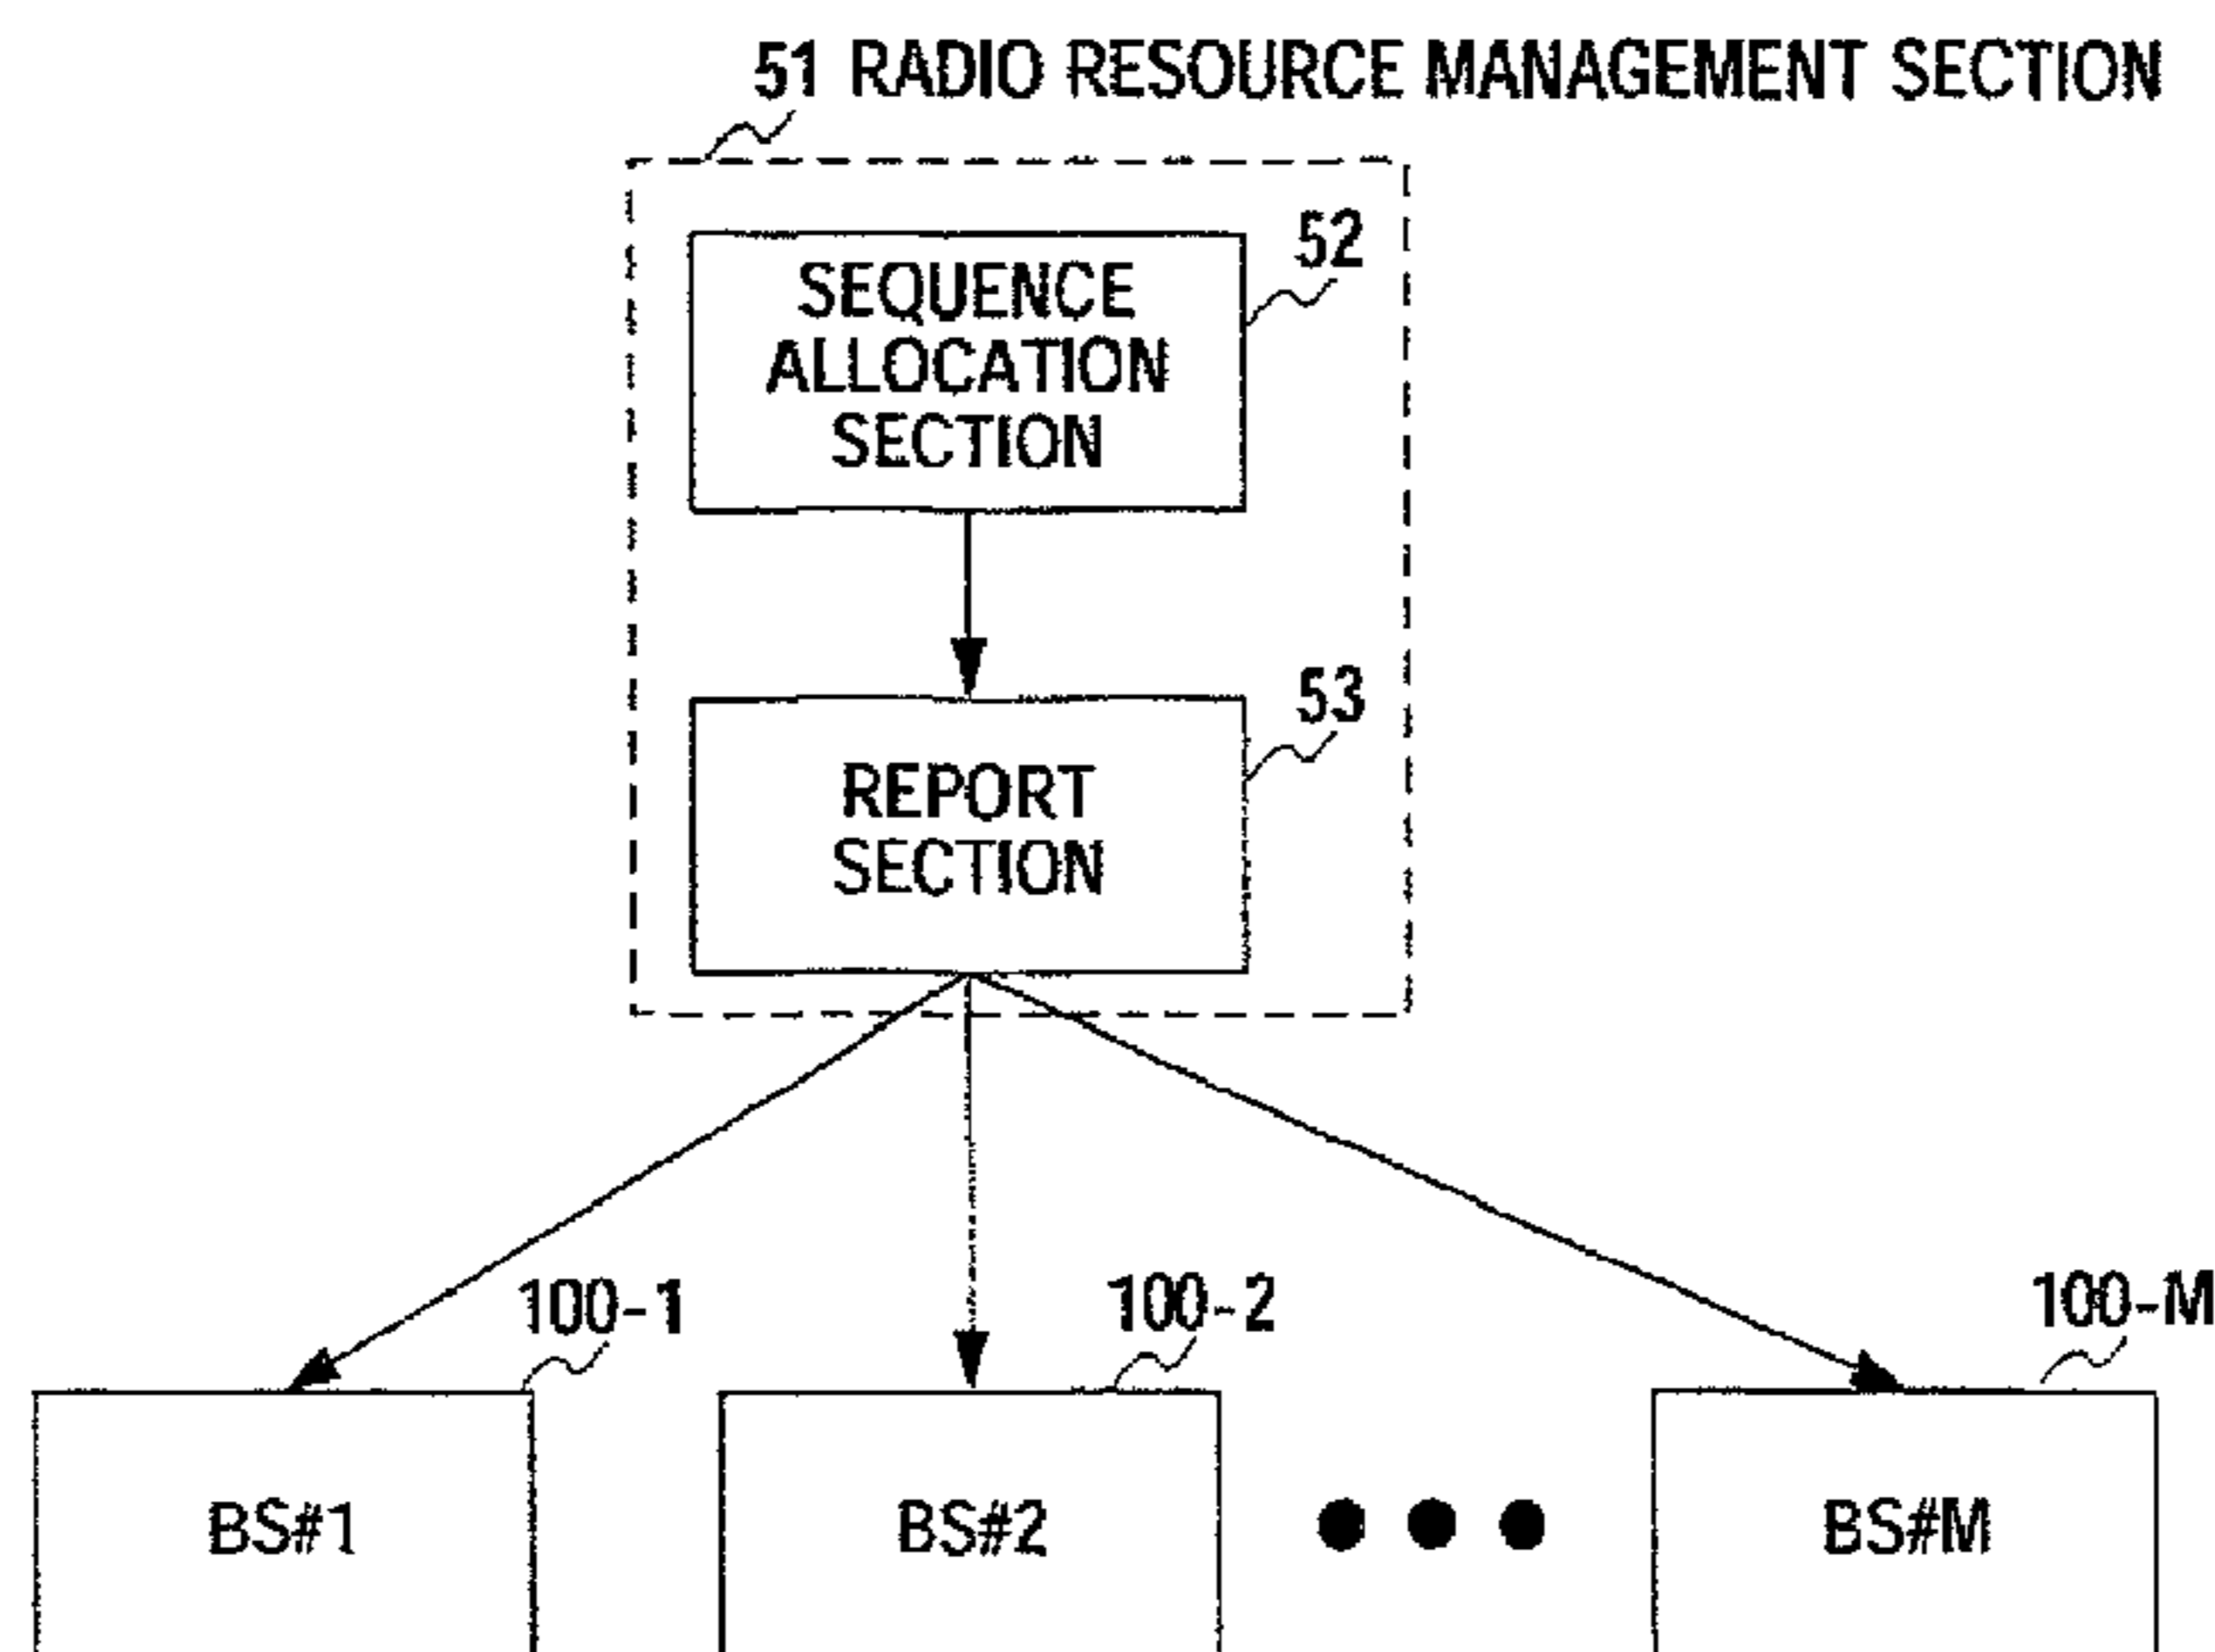 51 RADIO RESOURCE MANAGEMENT SECTION
52
SEQUENCE
ALLOCATION
SECTION
53
REPORT
SECTION
100-1
100-2
100-M
BS#1
BS#2
BS#M